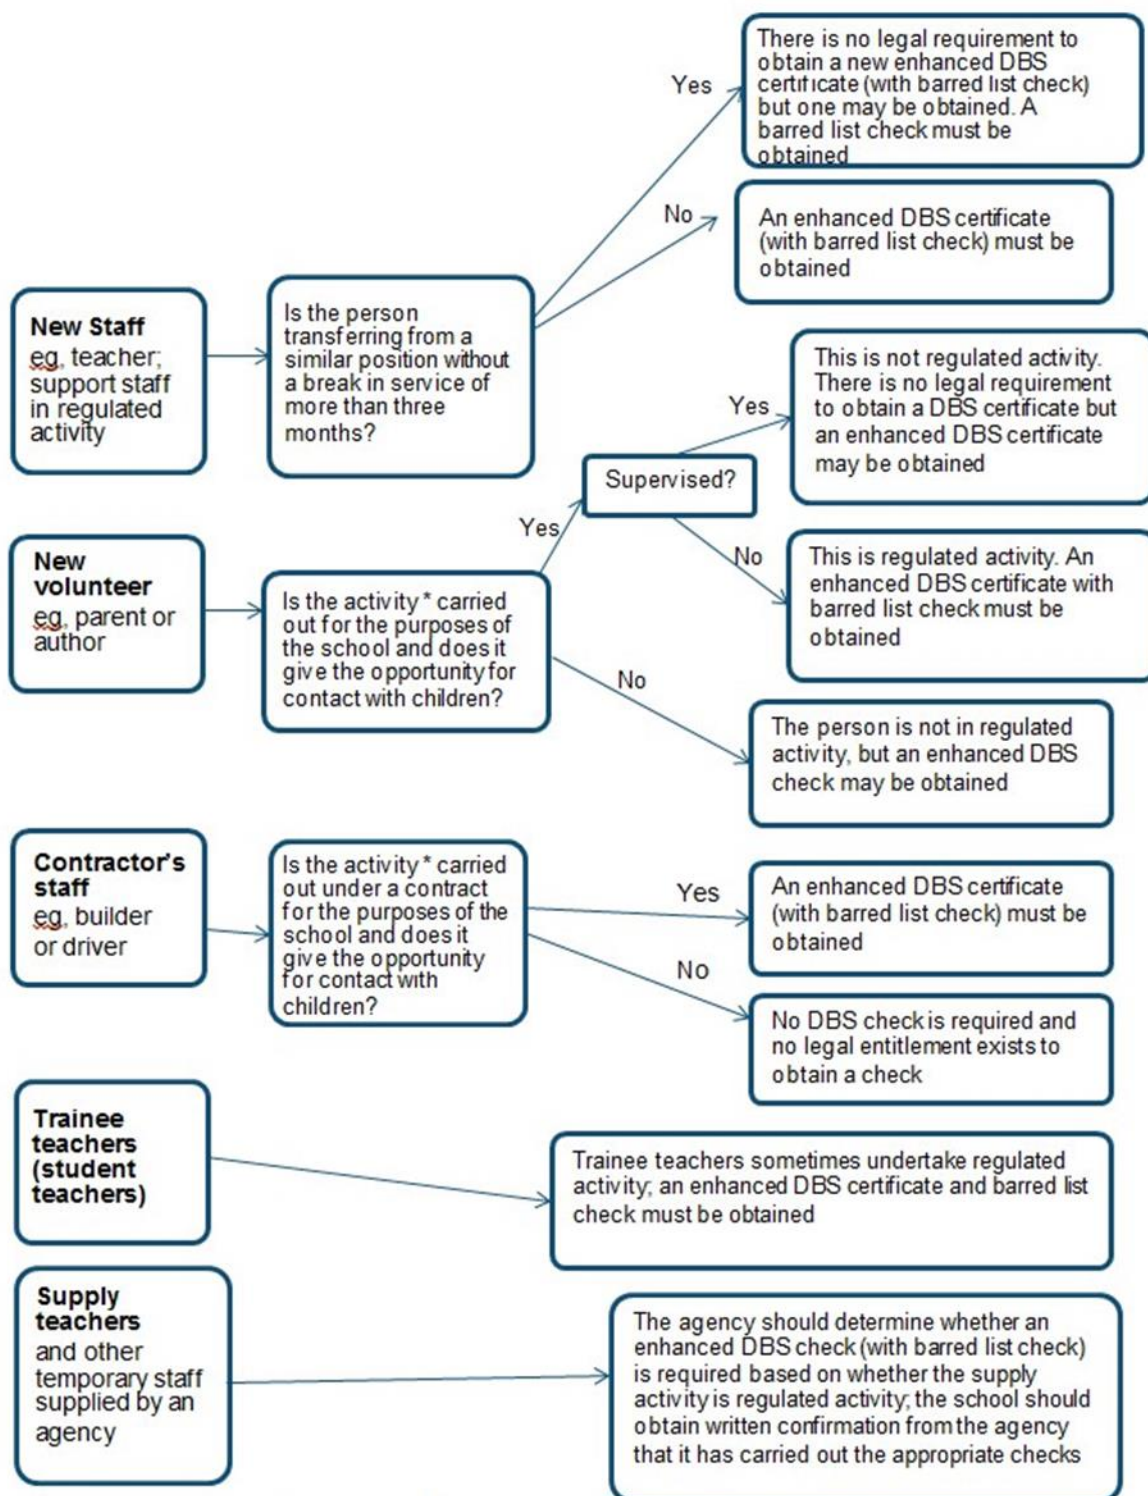 There is no legal requirement to
obtain a new enhanced DBS
certificate (with barred list check)
but one may be obtained. A
barred list check must be
obtained
Yes
No
An enhanced DBS certificate
(with barred list check) must be
obtained
New Staff
eg, teacher;
support staff
in regulated
activity
Is the person
transferring from a
similar position without
a break in service of
more than three
months?
This is not regulated activity.
There is no legal requirement
to obtain a DBS certificate but
an enhanced DBS certificate
may be obtained
Yes
Supervised?
Yes
No
This is regulated activity. An
enhanced DBS certificate with
barred list check must be
obtained
New
volunteer
eg, parent or
author
Is the activity * carried
out for the purposes of
the school and does it
give the opportunity for
contact with children?
No
The person is not in regulated
activity, but an enhanced DBS
check may be obtained
Contractor's
staff
eg, builder
or driver
Is the activity * carried
out under a contract
for the purposes of the
school and does it
give the opportunity
for contact with
children?
Yes
An enhanced DBS certificate
(with barred list check) must be
obtained
No
No DBS check is required and
no legal entitlement exists to
obtain a check
Trainee
teachers
(student
teachers)
Trainee teachers sometimes undertake regulated
activity; an enhanced DBS certificate and barred list
check must be obtained
Supply
teachers
and other
temporary staff
supplied by an
agency
The agency should determine whether an
enhanced DBS check (with barred list check)
is required based on whether the supply
activity is regulated activity; the school should
obtain written confirmation from the agency
that it has carried out the appropriate checks